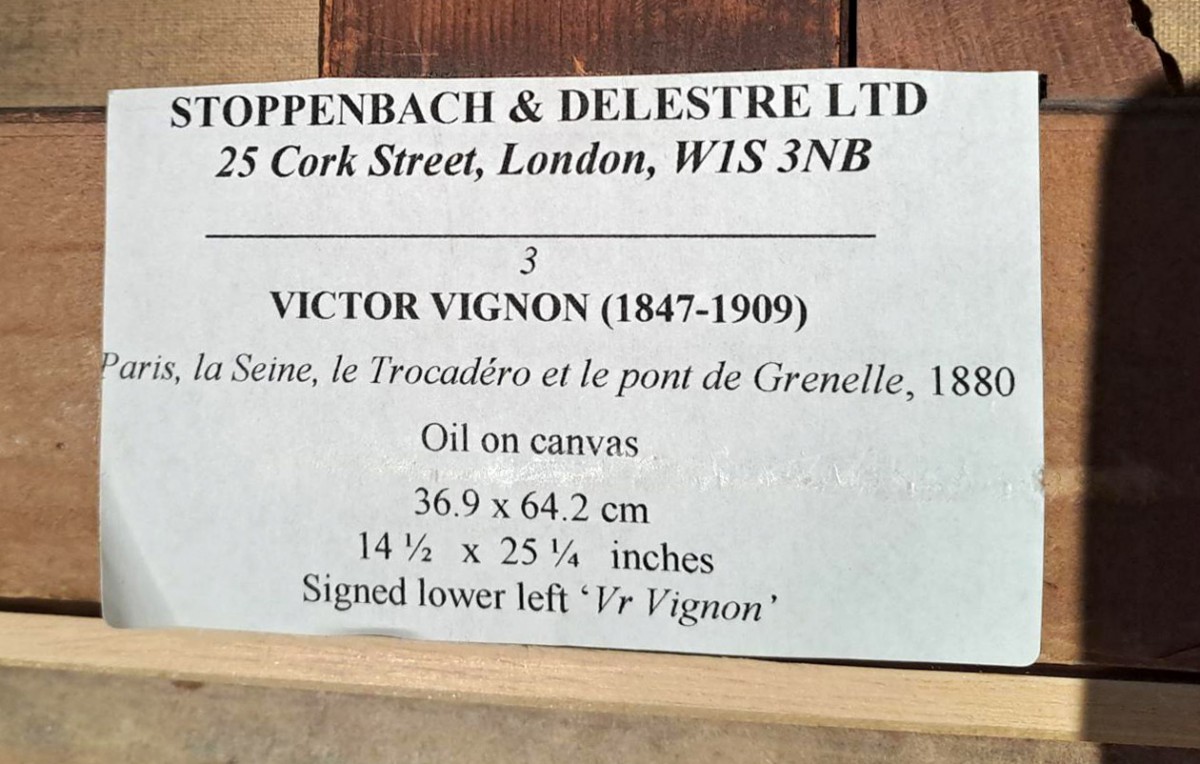 STOPPENBACH & DELESTRE LTD
25 Cork Street, London, W1S 3NB
3
VICTOR VIGNON (1847-1909)
Paris, la Seine, le Trocadéro et le pont de Grenelle, 1880
Oil on canvas
36.9 x 64.2 cm
14 ½ x 25 ¼ inches
Signed lower left ‘Vr Vignon’